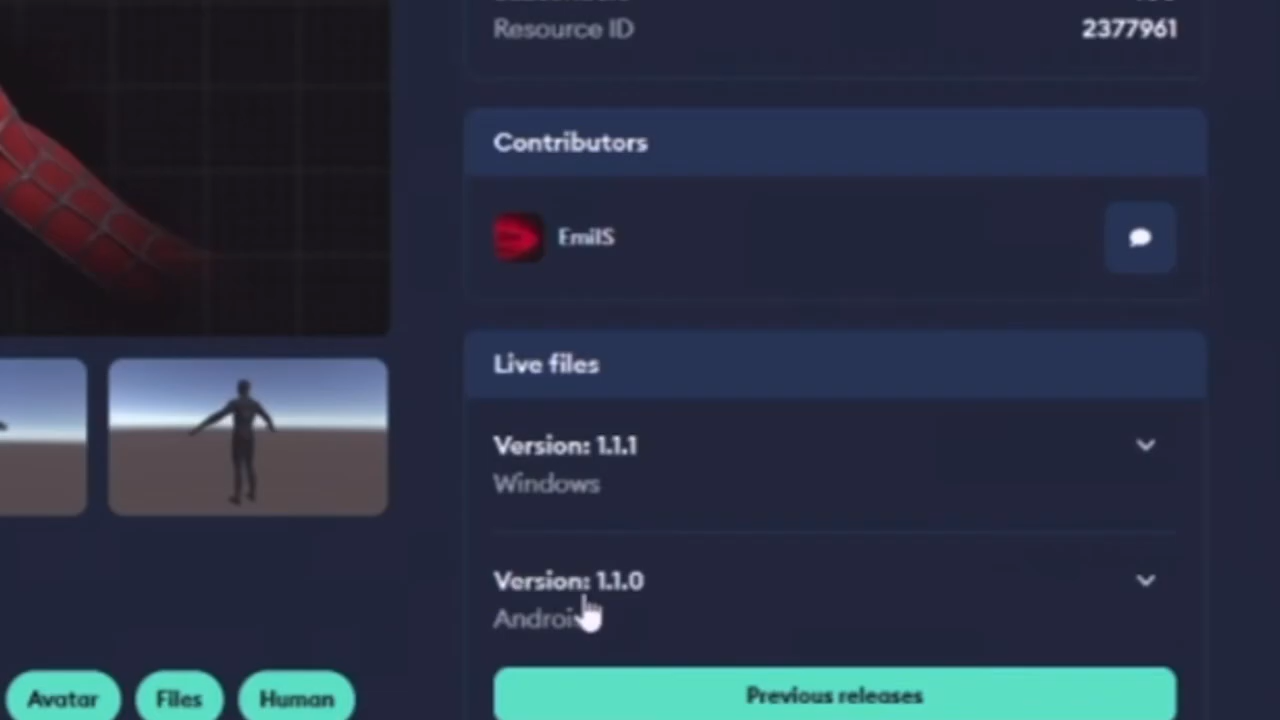 Resource ID 2377961
Contributors
EmilS
Live files
Version: 1.1.1
Windows
Version: 1.1.0
Previous releases
Avatar Files Human